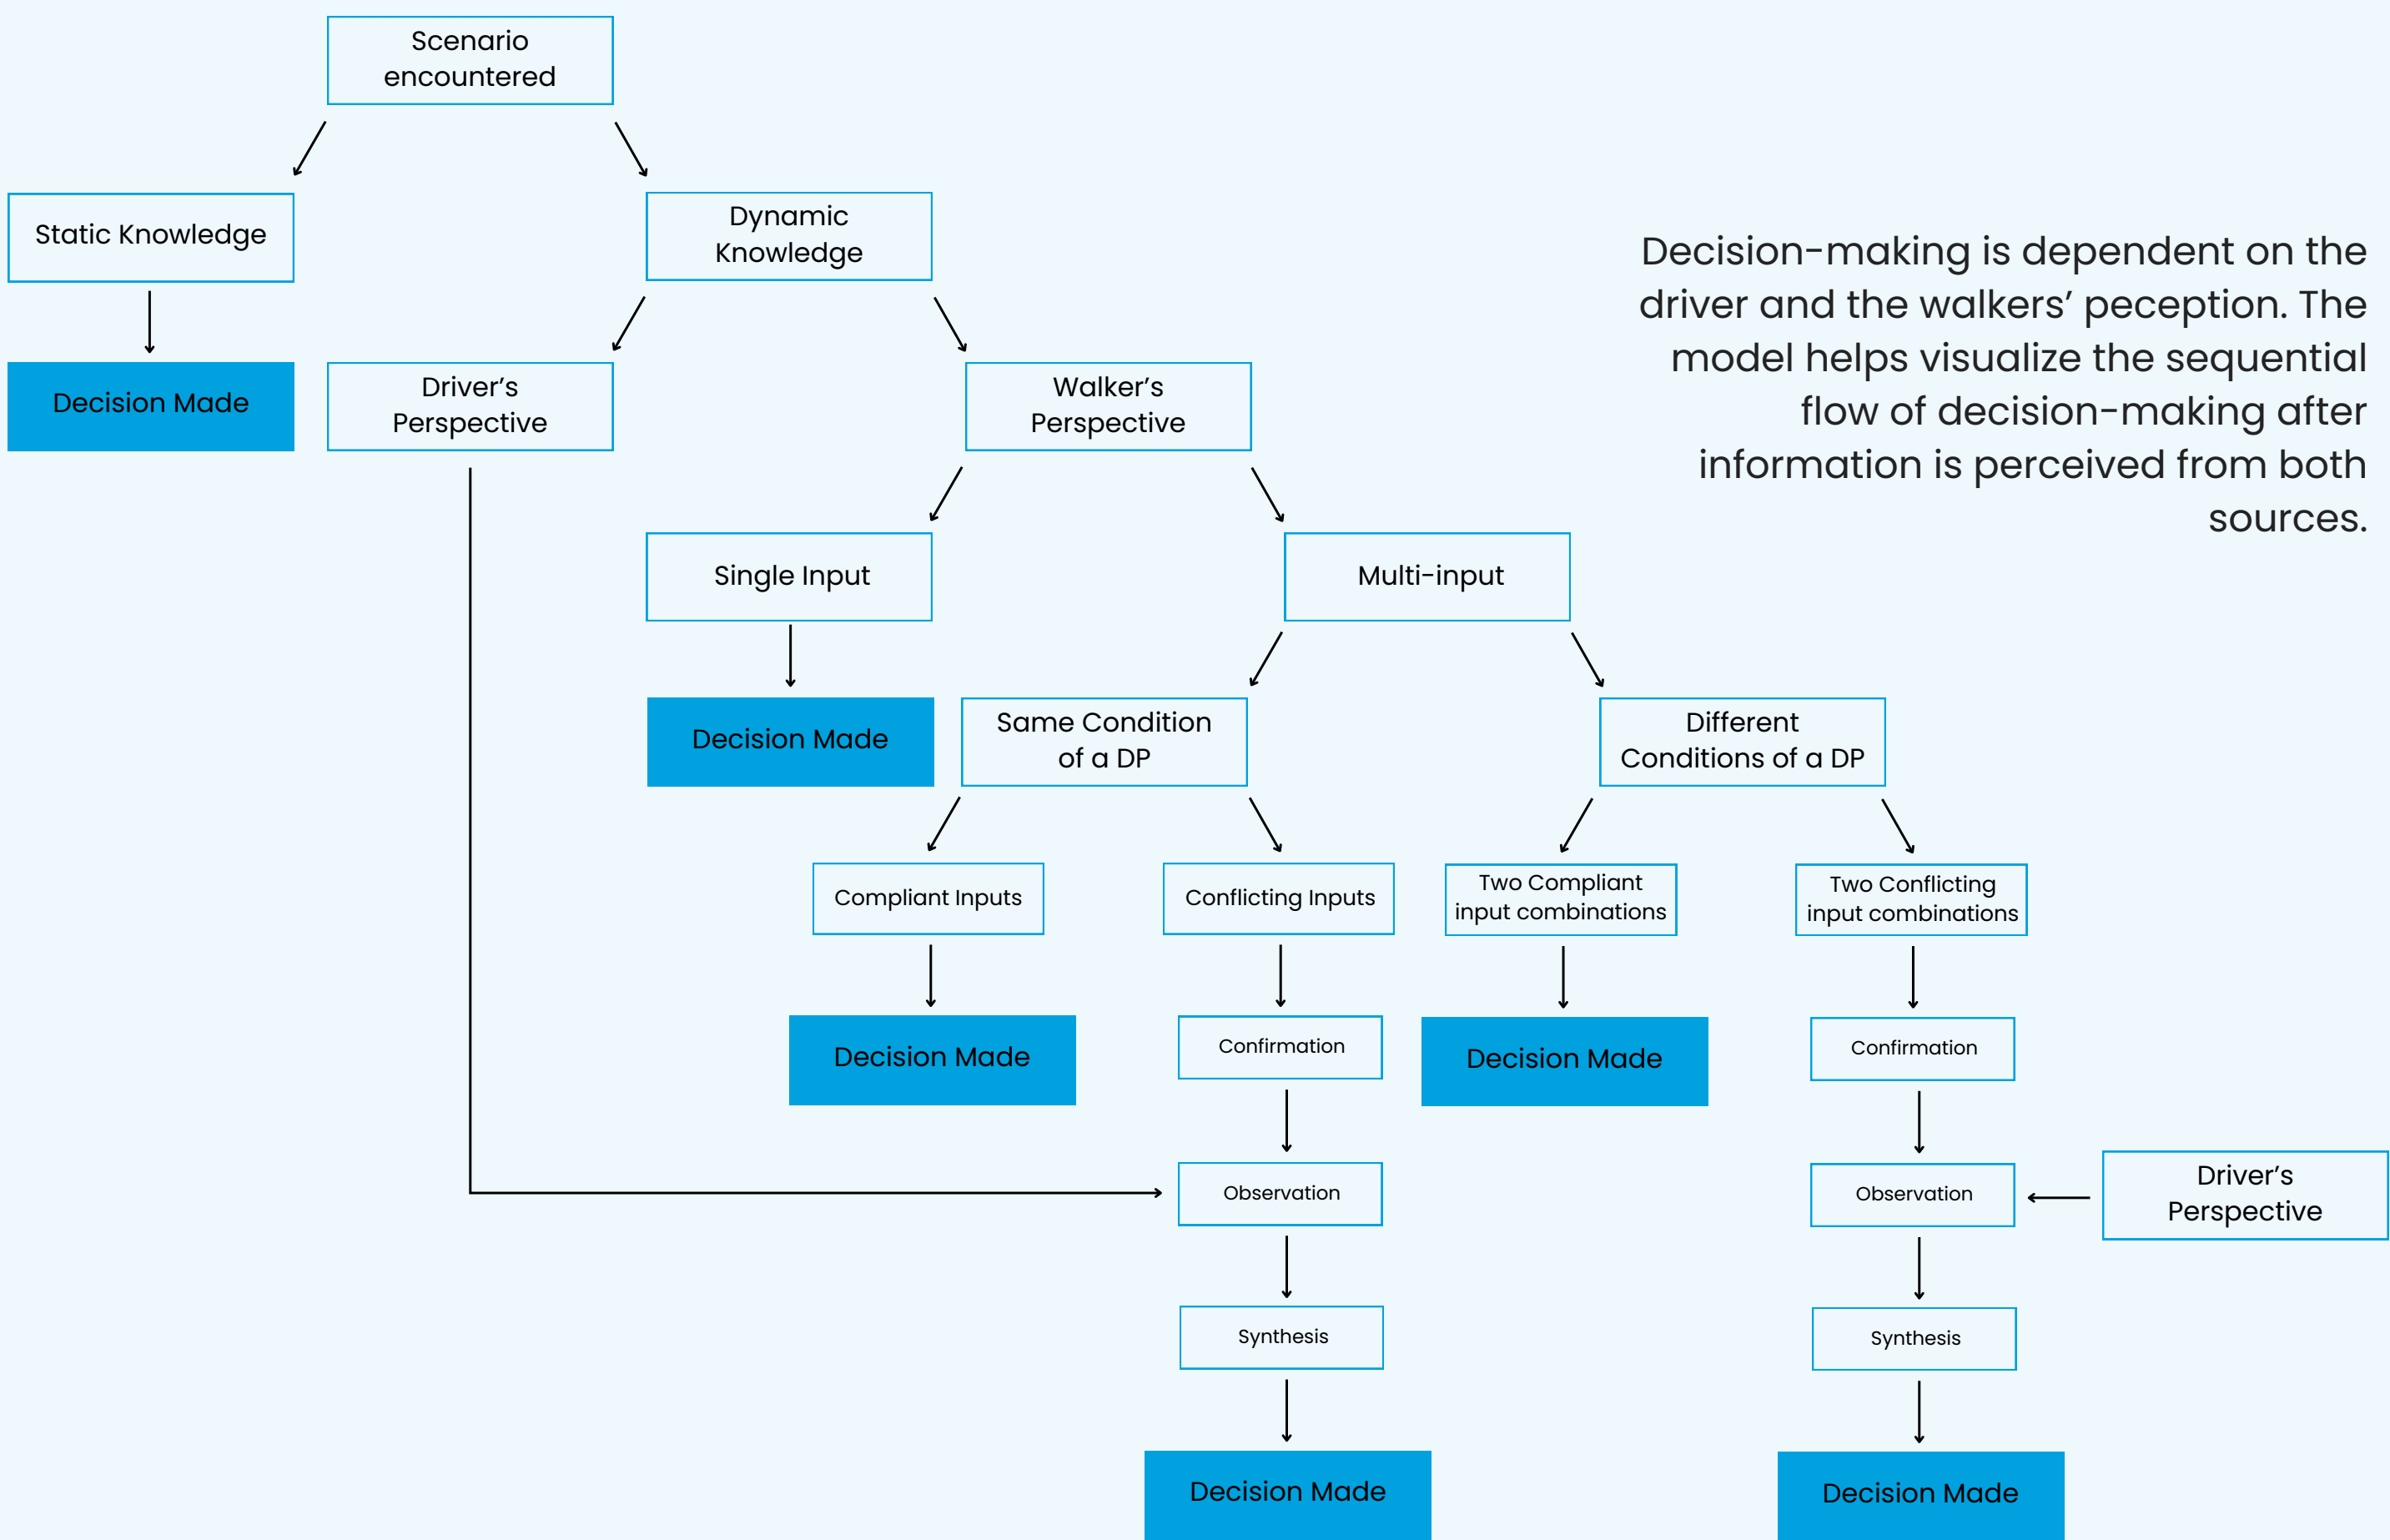 Scenario
encountered
Static Knowledge
Dynamic
Knowledge
Decision-making is dependent on the
driver and the walkers’ peception. The
model helps visualize the sequential
flow of decision-making after
information is perceived from both
sources.
Decision Made
Driver’s
Perspective
Walker’s
Perspective
Single Input
Multi-input
Decision Made
Same Condition
of a DP
Different
Conditions of a DP
Compliant Inputs
Conflicting Inputs
Two Compliant
input combinations
Two Conflicting
input combinations
Decision Made
Confirmation
Decision Made
Confirmation
Observation
Observation
Driver’s
Perspective
Synthesis
Synthesis
Decision Made
Decision Made